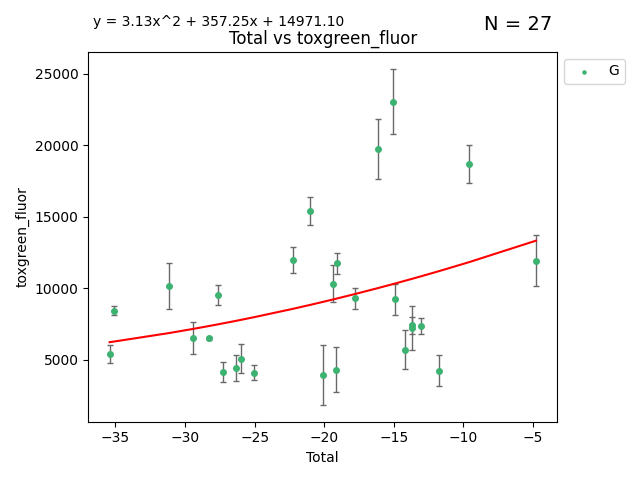 y = 3.13x^2 + 357.25x + 14971.10
N = 27
Total vs toxgreen_fluor
G
25000
20000
15000
10000
5000
toxgreen_fluor
−35 −30 −25 −20 −15 −10 −5
Total